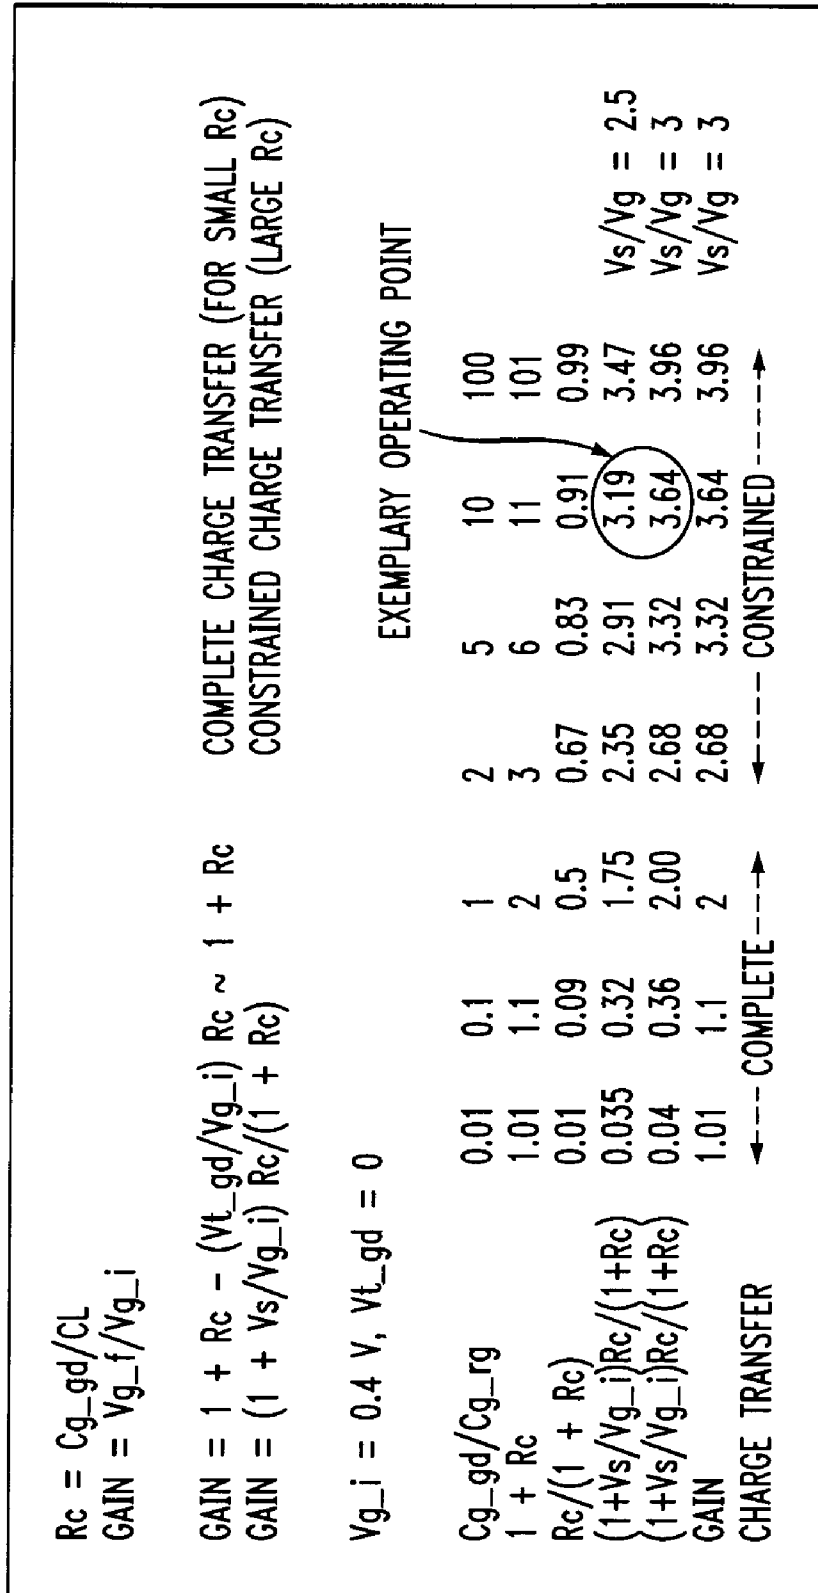 Rc = Cg_gd/CL
GAIN = Vg_f/Vg_i
GAIN = 1 + Rc - (Vt_gd/Vg_i) Rc ~ 1 + Rc COMPLETE CHARGE TRANSFER (FOR SMALL Rc)
GAIN = (1 + Vs/Vg_i) Rc/(1 + Rc) CONSTRAINED CHARGE TRANSFER (LARGE Rc)
Vg_i = 0.4 V, Vt_gd = 0
EXEMPLARY OPERATING POINT
Cg_gd/Cg_rg 0.01 0.1 1 2 5 10 100
1 + Rc 1.01 1.1 2 3 6 11 101
Rc/(1 + Rc) 0.01 0.09 0.5 0.67 0.83 0.91 0.99
(1+Vs/Vg_i)Rc/(1+Rc) 0.035 0.32 1.75 2.35 2.91 3.19 3.47 Vs/Vg = 2.5
(1+Vs/Vg_i)Rc/(1+Rc) 0.04 0.36 2.00 2.68 3.32 3.64 3.96 Vs/Vg = 3
GAIN 1.01 1.1 2 2.68 3.32 3.64 3.96 Vs/Vg = 3
CHARGE TRANSFER COMPLETE CONSTRAINED